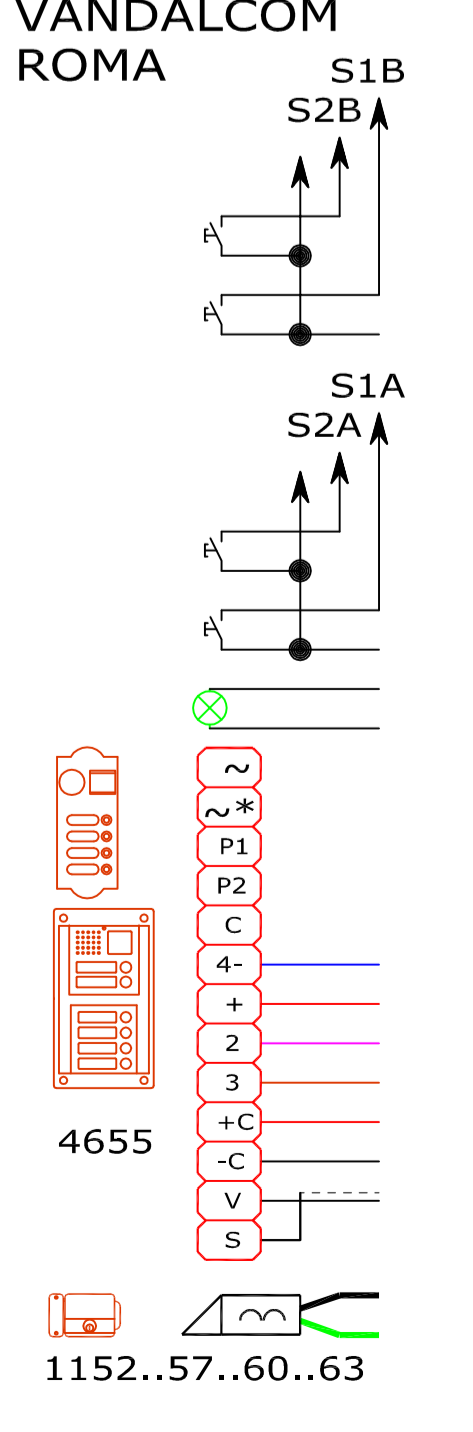 VANDALCOM
ROMA
S1B
S2B
S1A
S2A
~
~*
P1
P2
C
4-
+
2
3
+C
-C
V
S
4655
1152..57..60..63